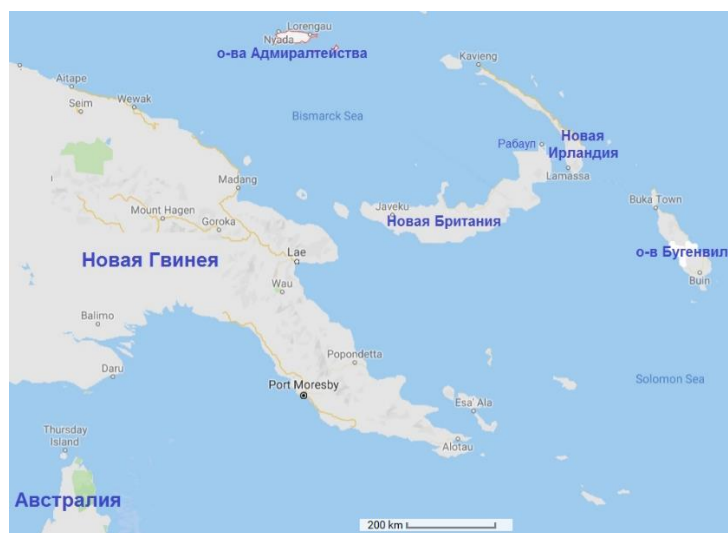 Lorengau
Nyada
о-ва Адмиралтейства
Kavieng
Aitape
Seim
Wewak
Bismarck Sea
Рабаул
Новая
Ирландия
Lamassa
Madang
Mount Hagen
Goroka
Javeku
Новая Британия
Buka Town
о-в Бугенвил
Buin
Новая Гвинея
Lae
Wau
Balimo
Daru
Popondetta
Port Moresby
Solomon Sea
Esa' Ala
Alotau
Thursday
Island
Австралия
200 km